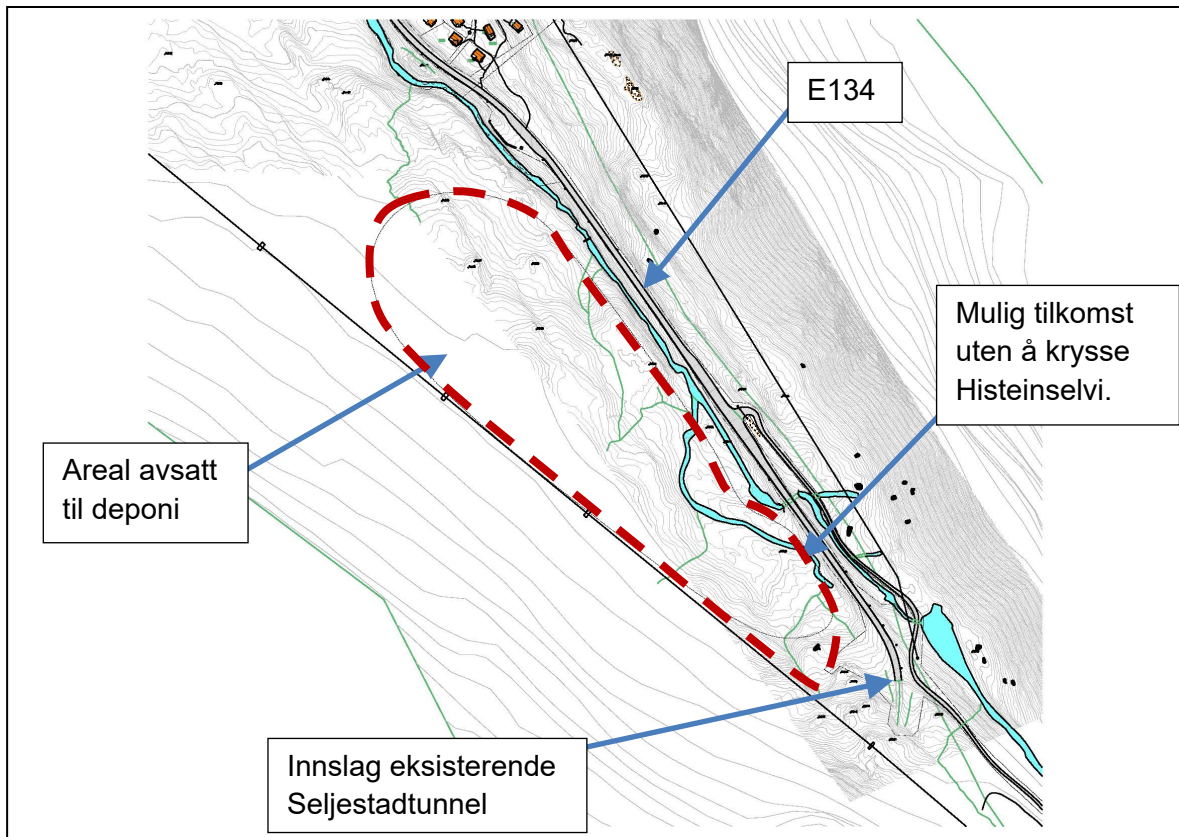 E134
Mulig tilkomst
uten å krysse
Histeinselvi.
Areal avsatt
til deponi
Innslag eksisterende
Seljestadtunnel